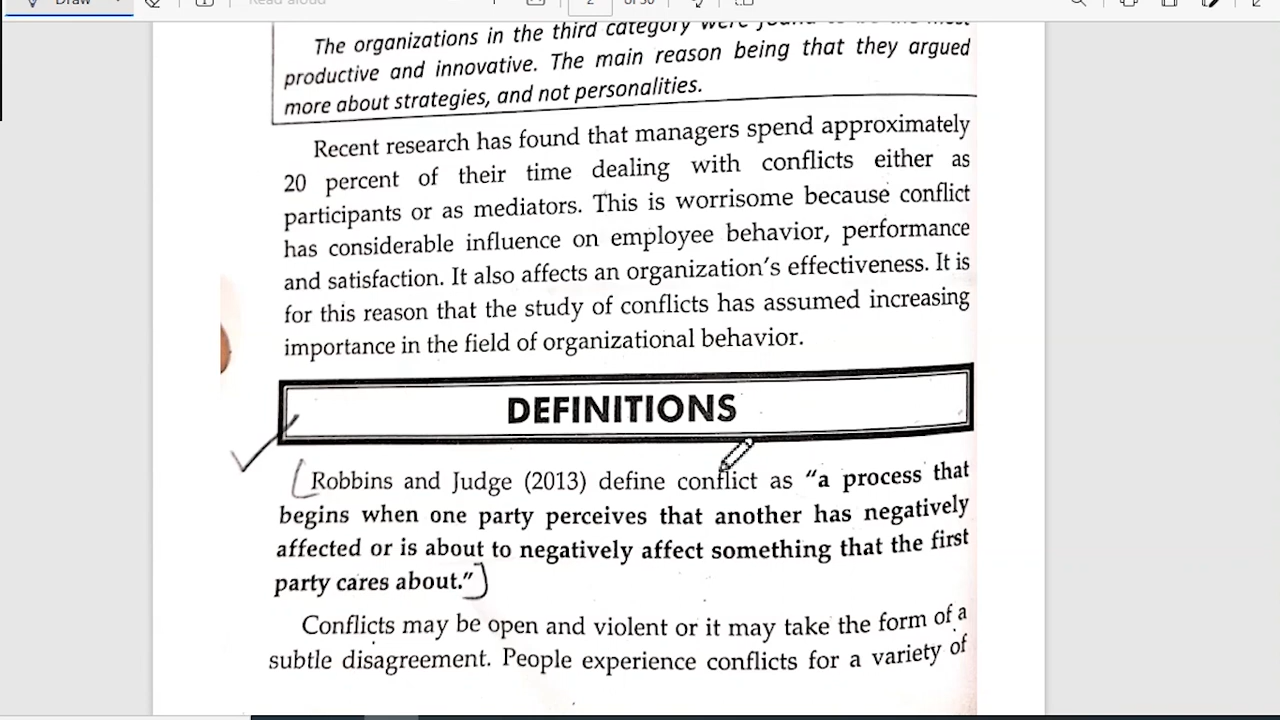 Draw
Read aloud
2
of 30
The organizations in the third category were found to be the most
productive and innovative. The main reason being that they argued
more about strategies, and not personalities.
Recent research has found that managers spend approximately
20 percent of their time dealing with conflicts either as
participants or as mediators. This is worrisome because conflict
has considerable influence on employee behavior, performance
and satisfaction. It also affects an organization's effectiveness. It is
for this reason that the study of conflicts has assumed increasing
importance in the field of organizational behavior.
DEFINITIONS
Robbins and Judge (2013) define conflict as "a process that
begins when one party perceives that another has negatively
affected or is about to negatively affect something that the first
party cares about."
Conflicts may be open and violent or it may take the form of a
subtle disagreement. People experience conflicts for a variety of